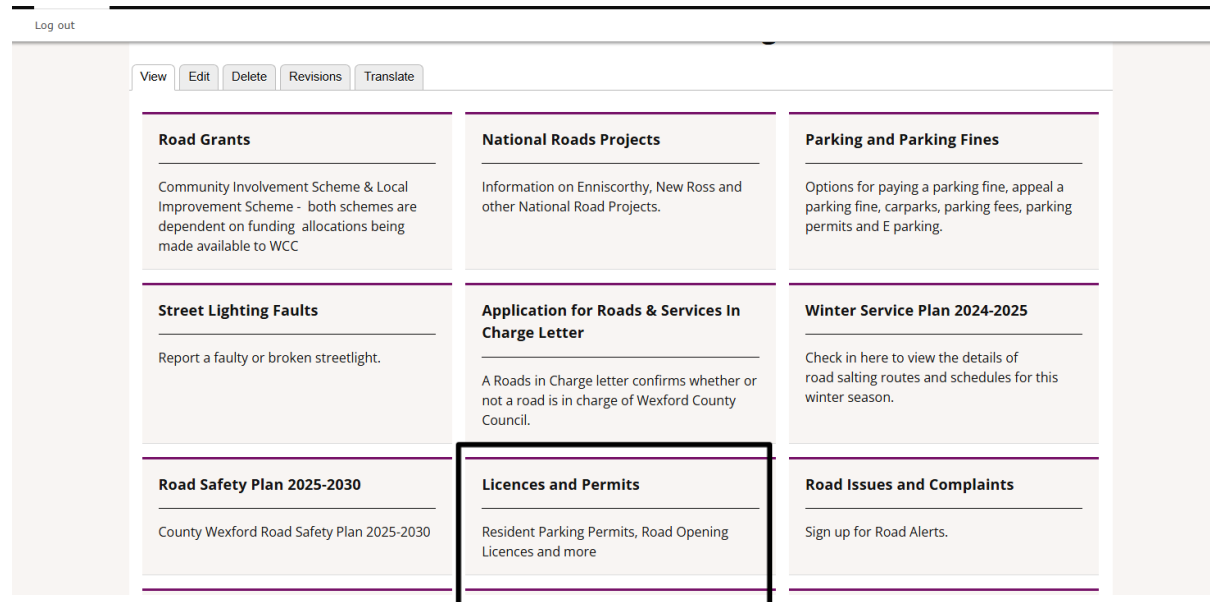 Log out
View Edit Delete Revisions Translate
Road Grants
Community Involvement Scheme & Local
Improvement Scheme - both schemes are
dependent on funding allocations being
made available to WCC
National Roads Projects
Information on Enniscorthy, New Ross and
other National Road Projects.
Parking and Parking Fines
Options for paying a parking fine, appeal a
parking fine, carparks, parking fees, parking
permits and E parking.
Street Lighting Faults
Report a faulty or broken streetlight.
Application for Roads & Services In
Charge Letter
A Roads in Charge letter confirms whether or
not a road is in charge of Wexford County
Council.
Winter Service Plan 2024-2025
Check in here to view the details of
road salting routes and schedules for this
winter season.
Road Safety Plan 2025-2030
County Wexford Road Safety Plan 2025-2030
Licences and Permits
Resident Parking Permits, Road Opening
Licences and more
Road Issues and Complaints
Sign up for Road Alerts.